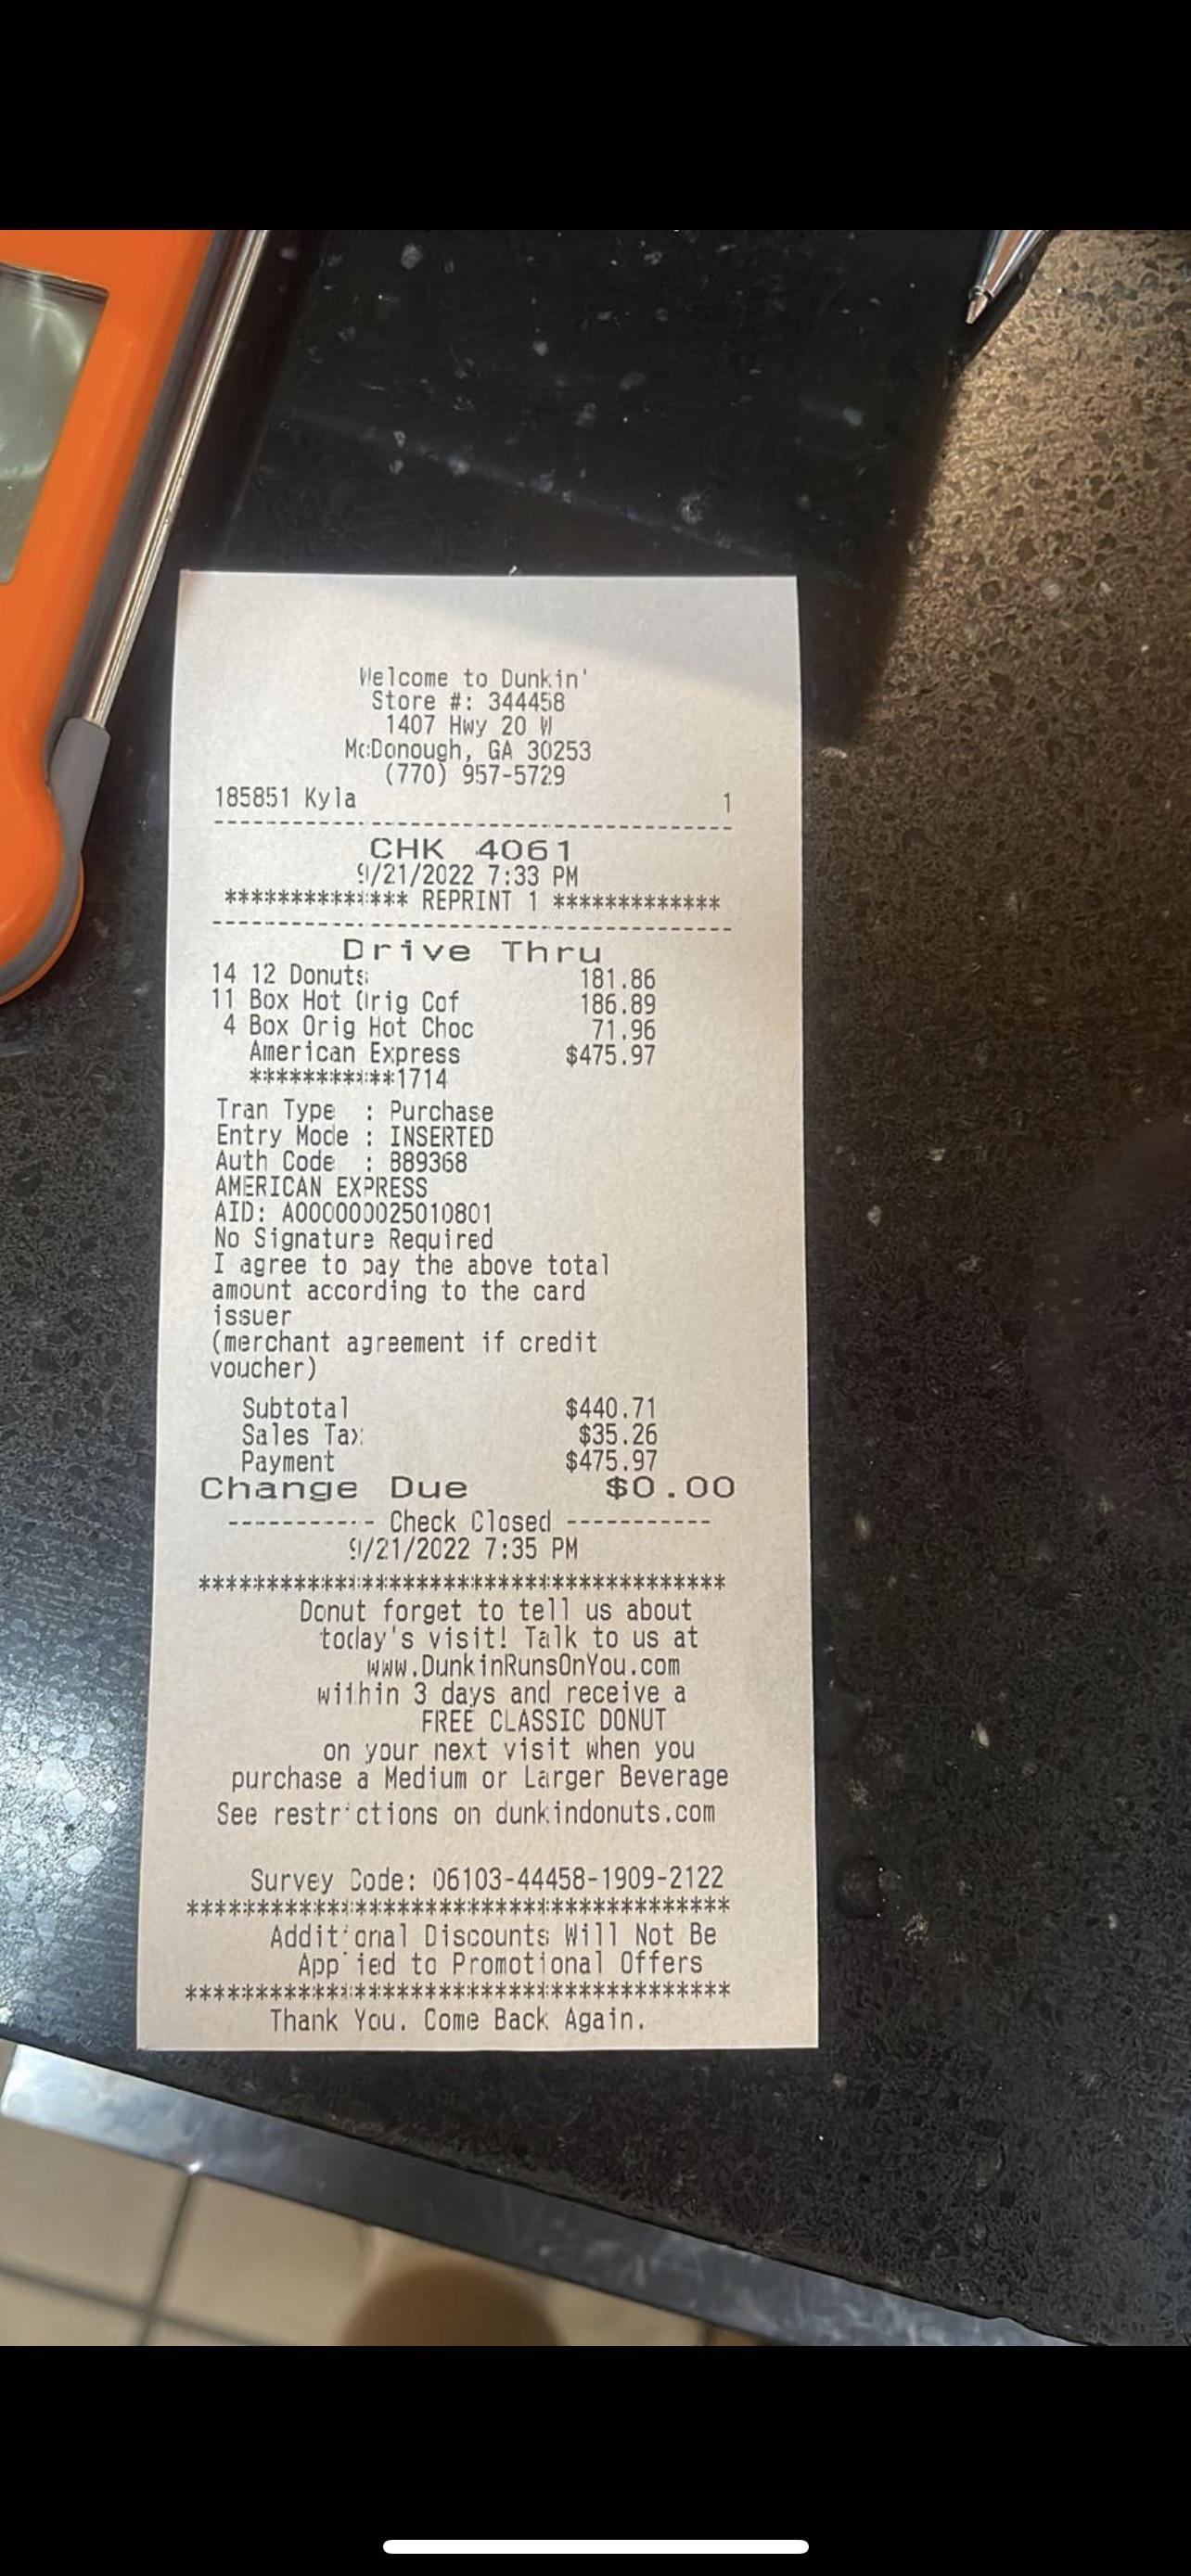 Welcome to Dunkin'
Store #: 344458
1407 Hwy 20 W
McDonough, GA 30253
(770) 957-5729
185851 Kyla 1
--------------------------------------
CHK 4061
9/21/2022 7:33 PM
************** REPRINT 1 *************
--------------------------------------
Drive Thru
14 12 Donuts 181.86
11 Box Hot Orig Cof 186.89
4 Box Orig Hot Choc 71.96
American Express $475.97
***********1714
Tran Type : Purchase
Entry Mode : INSERTED
Auth Code : 889368
AMERICAN EXPRESS
AID: A000000025010801
No Signature Required
I agree to pay the above total
amount according to the card
issuer
(merchant agreement if credit
voucher)
Subtotal $440.71
Sales Tax $35.26
Payment $475.97
Change Due $0.00
----------- Check Closed -----------
9/21/2022 7:35 PM
****************************************
Donut forget to tell us about
today's visit! Talk to us at
www.DunkinRunsOnYou.com
within 3 days and receive a
FREE CLASSIC DONUT
on your next visit when you
purchase a Medium or Larger Beverage
See restrictions on dunkindonuts.com
Survey Code: 06103-44458-1909-2122
****************************************
Additional Discounts Will Not Be
Applied to Promotional Offers
****************************************
Thank You. Come Back Again.